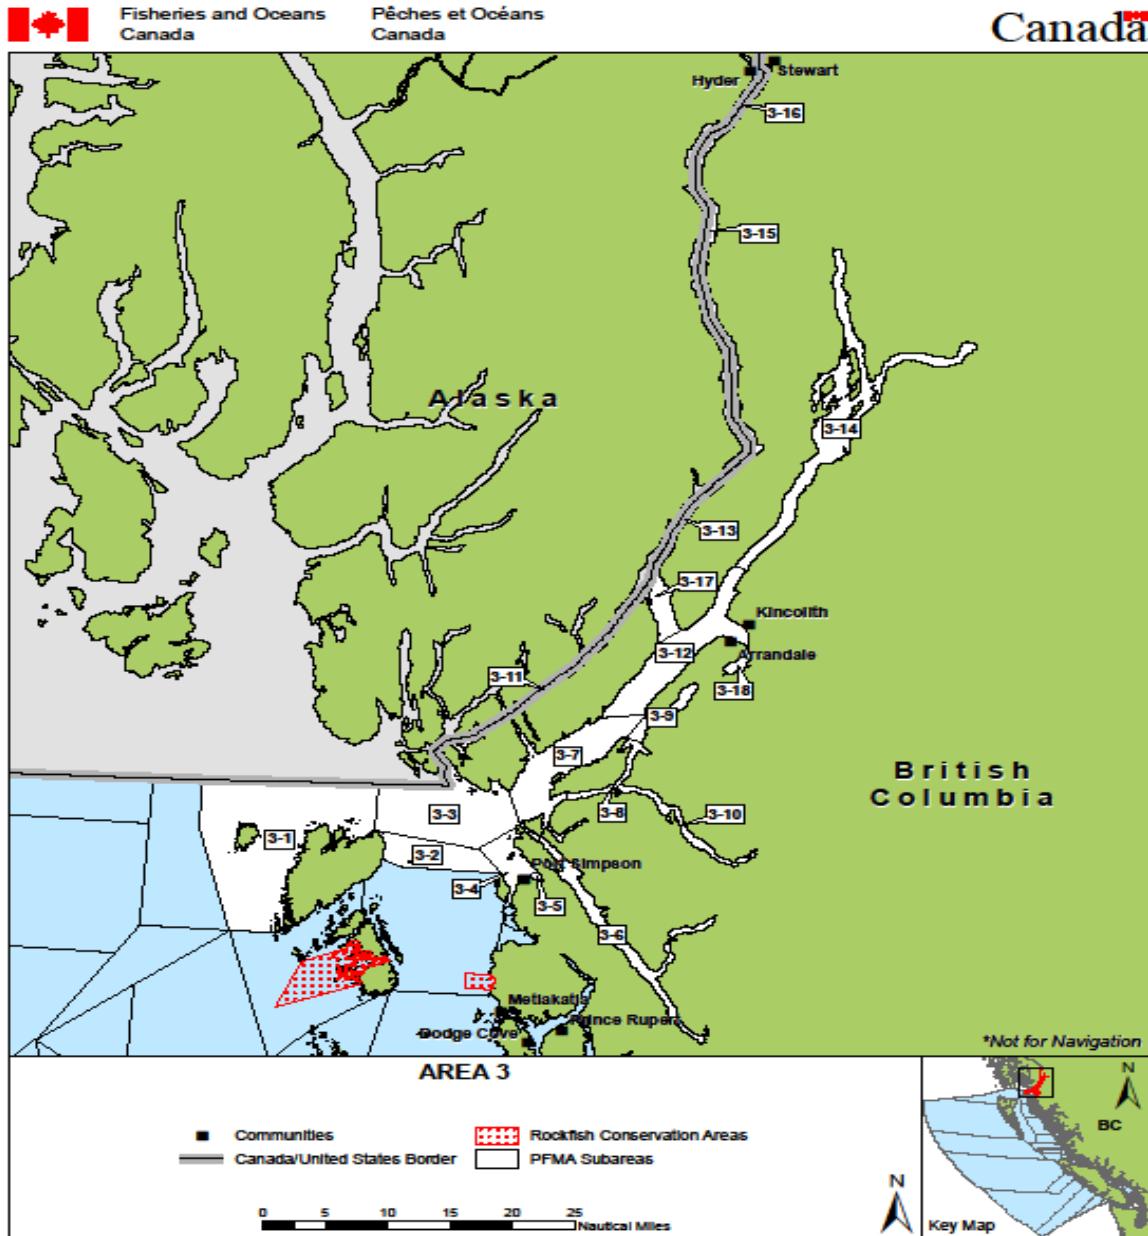 Fisheries and Oceans
Canada
Pêches et Océans
Canada
Canada
Hyder
Stewart
3-16
3-15
Alaska
3-14
3-13
3-17
Kincolith
3-12
Arrandale
3-11
3-18
3-9
3-7
British
Columbia
3-3
3-8
3-10
3-1
3-2
Port Simpson
3-4
3-5
3-6
Metlakatla
Dodge Cove
Prince Rupert
*Not for Navigation
AREA 3
Communities
Rockfish Conservation Areas
Canada/United States Border
PFMA Subareas
0 5 10 15 20 25
Nautical Miles
N
N
BC
Key Map